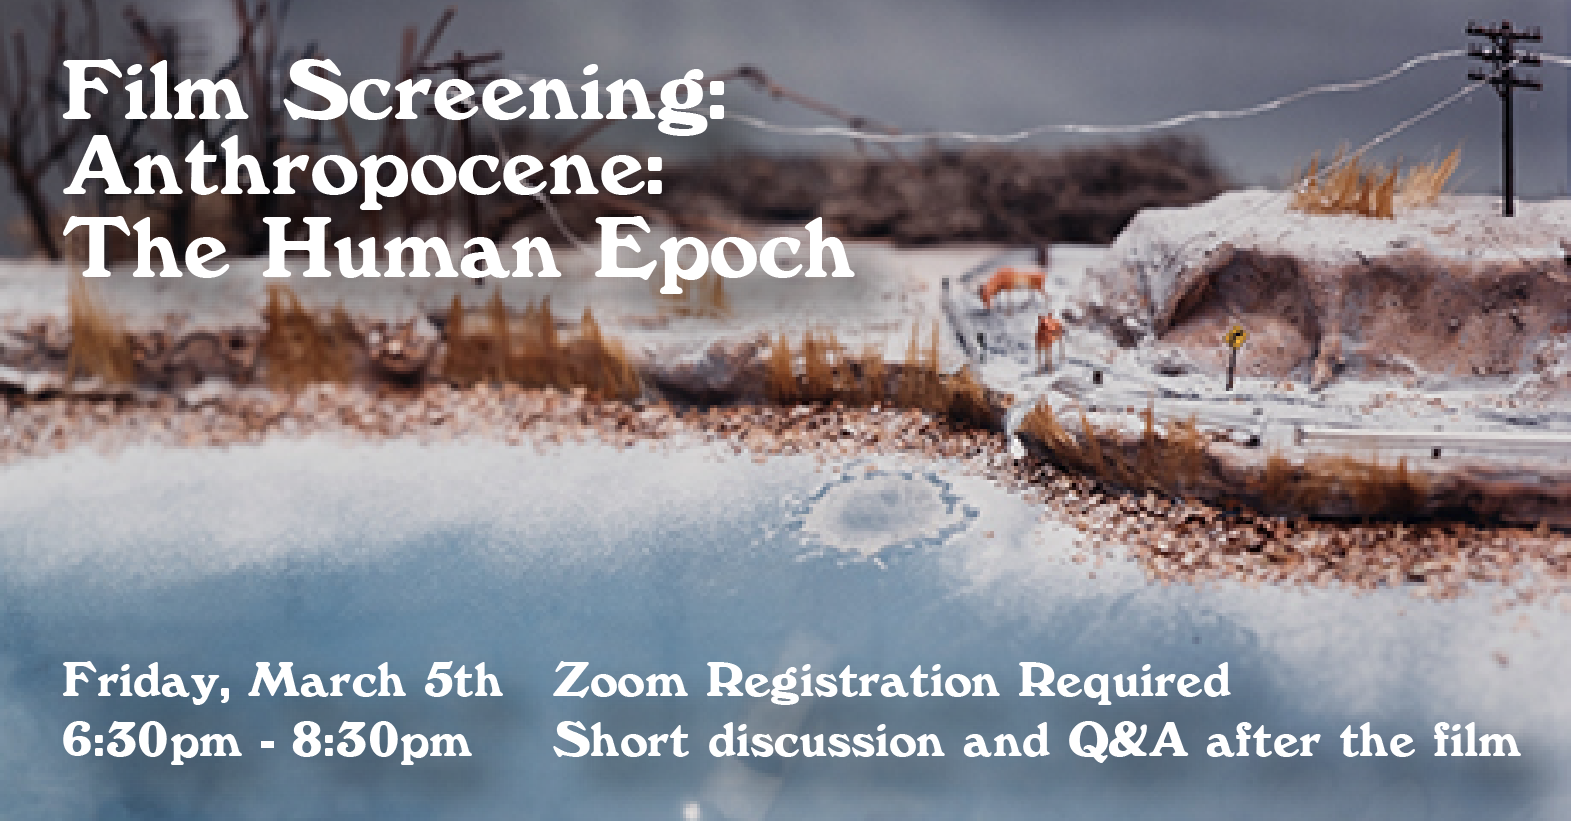 Film Screening:
Anthropocene:
The Human Epoch
Friday, March 5th
6:30pm - 8:30pm
Zoom Registration Required
Short discussion and Q&A after the film